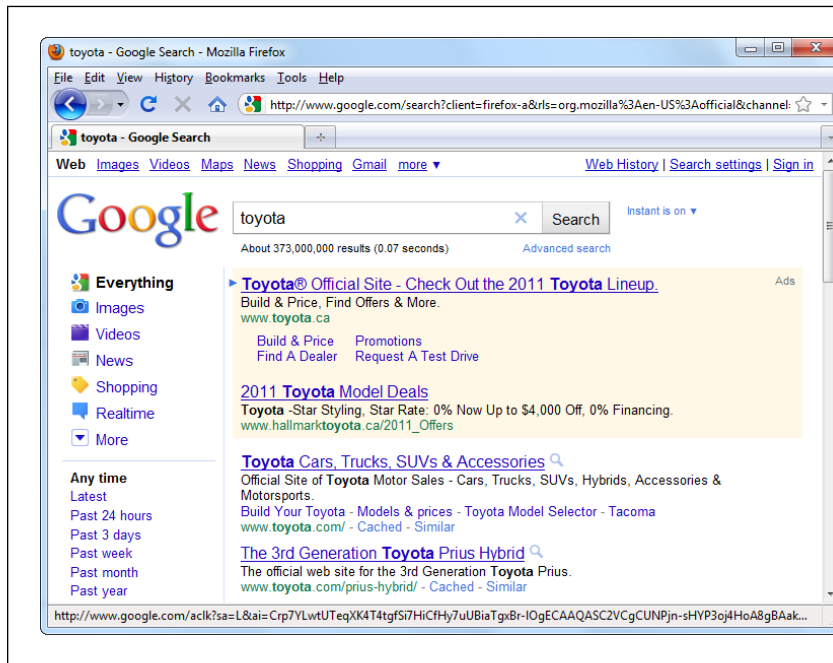 toyota - Google Search - Mozilla Firefox
File Edit View History Bookmarks Tools Help
http://www.google.com/search?client=firefox-a&rls=org.mozilla%3Aen-US%3Aofficial&channel:
toyota - Google Search
Web Images Videos Maps News Shopping Gmail more ▼ Web History | Search settings | Sign in
Google toyota Search Instant is on ▼
About 373,000,000 results (0.07 seconds) Advanced search
Everything
Images
Videos
News
Shopping
Realtime
More
Any time
Latest
Past 24 hours
Past 3 days
Past week
Past month
Past year
Toyota® Official Site - Check Out the 2011 Toyota Lineup. Ads
Build & Price, Find Offers & More.
www.toyota.ca
Build & Price Promotions
Find A Dealer Request A Test Drive
2011 Toyota Model Deals
Toyota -Star Styling, Star Rate: 0% Now Up to $4,000 Off, 0% Financing.
www.hallmarktoyota.ca/2011_Offers
Toyota Cars, Trucks, SUVs & Accessories
Official Site of Toyota Motor Sales - Cars, Trucks, SUVs, Hybrids, Accessories &
Motorsports.
Build Your Toyota - Models & prices - Toyota Model Selector - Tacoma
www.toyota.com/ - Cached - Similar
The 3rd Generation Toyota Prius Hybrid
The official web site for the 3rd Generation Toyota Prius.
www.toyota.com/prius-hybrid/ - Cached - Similar
http://www.google.com/aclk?sa=L&ai=Crp7YLwtUTeqXK4T4tgfSi7HiCfHy7uUBiaTgxBr-IOgECAAQASC2VCgCUNPjn-sHYP3oj4HoA8gBAak...